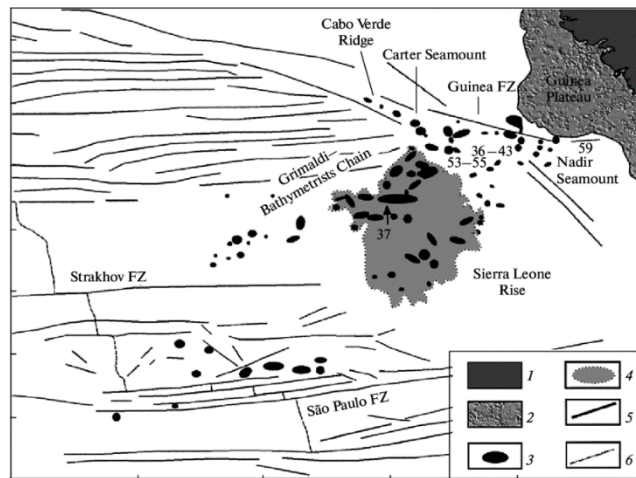 Cabo Verde
Ridge
Carter Seamount
Guinea FZ
Guinea
Plateau
36–43
59
53–55
Nadir
Seamount
Grimaldi-
Bathymetrists Chain
37
Strakhov FZ
Sierra Leone
Rise
São Paulo FZ
1
4
2
5
3
6